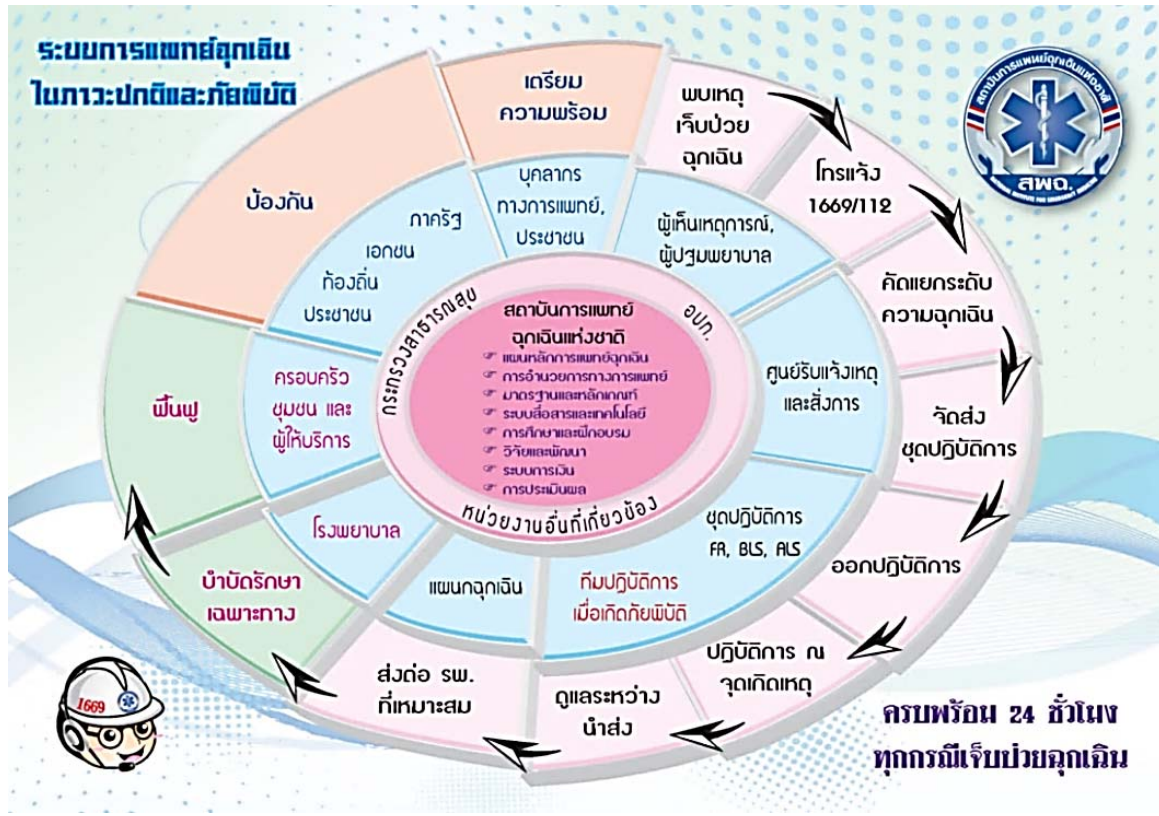 ระบบการแพทย์ฉุกเฉิน
ในภาวะปกติและภัยพิบัติ
สถาบันการแพทย์ฉุกเฉินแห่งชาติ
สพฉ.
ป้องกัน
เตรียม
ความพร้อม
พบเหตุ
เจ็บป่วย
ฉุกเฉิน
โทรแจ้ง
1669/112
คัดแยกระดับ
ความฉุกเฉิน
จัดส่ง
ชุดปฏิบัติการ
ออกปฏิบัติการ
ปฏิบัติการ ณ
จุดเกิดเหตุ
ดูแลระหว่าง
นำส่ง
ส่งต่อ รพ.
ที่เหมาะสม
บำบัดรักษา
เฉพาะทาง
ฟื้นฟู
ภาครัฐ
เอกชน
ท้องถิ่น
ประชาชน
บุคลากร
ทางการแพทย์,
ประชาชน
ผู้เห็นเหตุการณ์,
ผู้ปฐมพยาบาล
ศูนย์รับแจ้งเหตุ
และสั่งการ
ชุดปฏิบัติการ
FR, BLS, ALS
ทีมปฏิบัติการ
เมื่อเกิดภัยพิบัติ
แผนกฉุกเฉิน
โรงพยาบาล
ครอบครัว
ชุมชน และ
ผู้ให้บริการ
กระทรวงสาธารณสุข
อปท.
หน่วยงานอื่นที่เกี่ยวข้อง
สถาบันการแพทย์
ฉุกเฉินแห่งชาติ
☞ แผนหลักการแพทย์ฉุกเฉิน
☞ การอำนวยการทางการแพทย์
☞ มาตรฐานและหลักเกณฑ์
☞ ระบบสื่อสารและเทคโนโลยี
☞ การศึกษาและฝึกอบรม
☞ วิจัยและพัฒนา
☞ ระบบการเงิน
☞ การประเมินผล
1669
ครบพร้อม 24 ชั่วโมง
ทุกกรณีเจ็บป่วยฉุกเฉิน